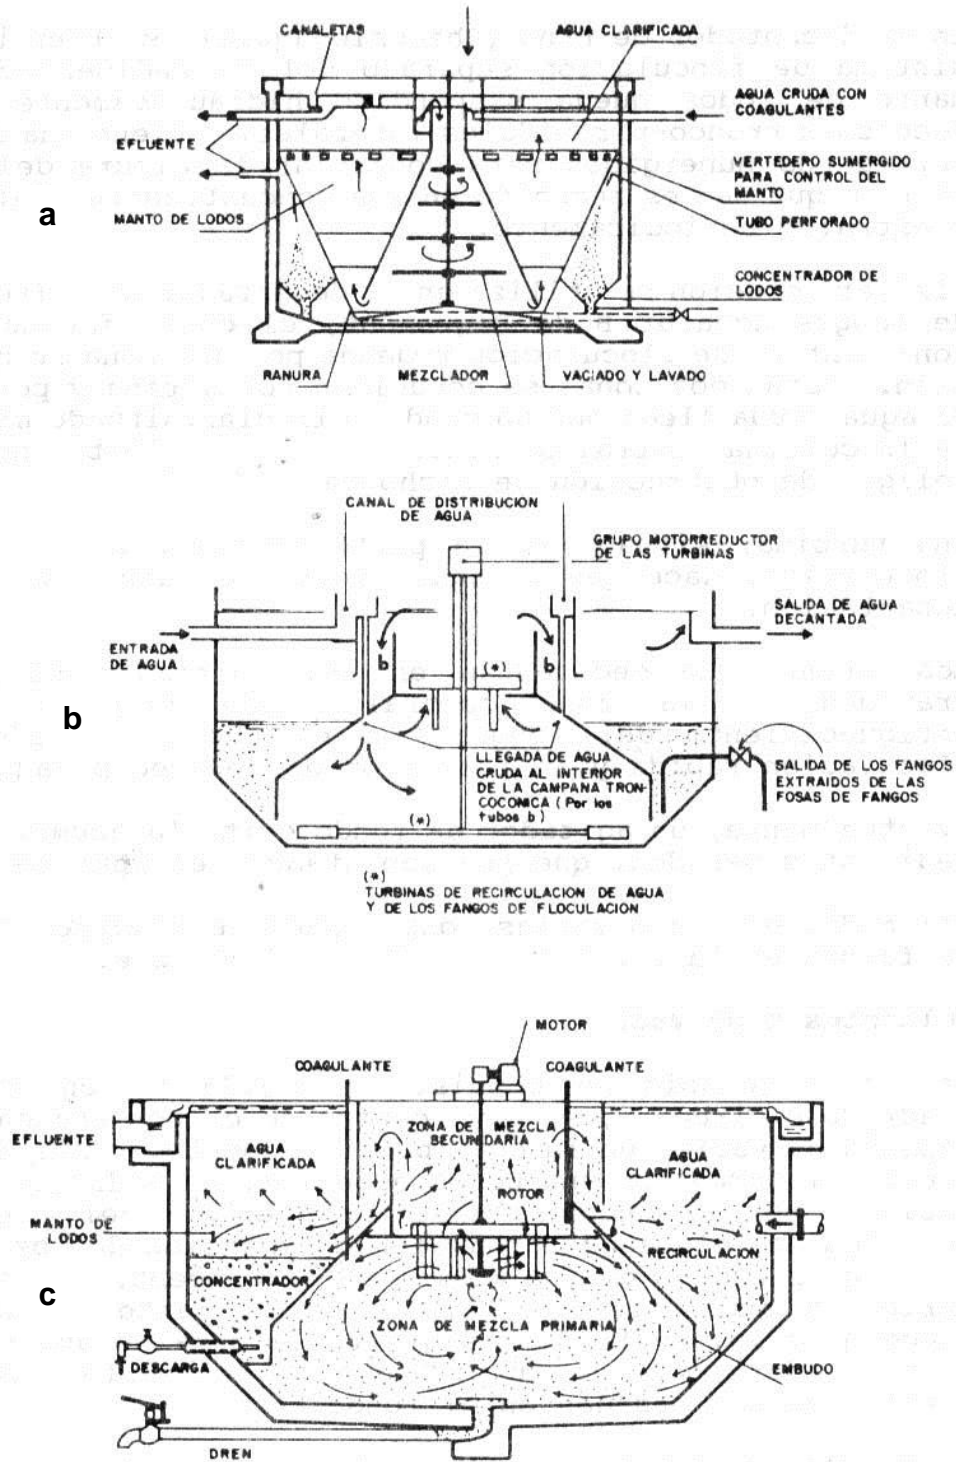 CANALETAS
AGUA CLARIFICADA
AGUA CRUDA CON
COAGULANTES
EFLUENTE
VERTEDERO SUMERGIDO
PARA CONTROL DEL
MANTO
a
MANTO DE LODOS
TUBO PERFORADO
CONCENTRADOR DE
LODOS
RANURA
MEZCLADOR
VACIADO Y LAVADO
CANAL DE DISTRIBUCION
DE AGUA
GRUPO MOTORREDUCTOR
DE LAS TURBINAS
SALIDA DE AGUA
DECANTADA
ENTRADA
DE AGUA
b
b
(*)
b
LLEGADA DE AGUA
CRUDA AL INTERIOR
DE LA CAMPANA TRON-
COCONICA (Por los
tubos b)
SALIDA DE LOS FANGOS
EXTRAIDOS DE LAS
FOSAS DE FANGOS
(*)
(*)
TURBINAS DE RECIRCULACION DE AGUA
Y DE LOS FANGOS DE FLOCULACION
MOTOR
COAGULANTE
COAGULANTE
EFLUENTE
ZONA DE MEZCLA
SECUNDARIA
AGUA
CLARIFICADA
AGUA
CLARIFICADA
ROTOR
MANTO DE
LODOS
RECIRCULACION
CONCENTRADOR
c
ZONA DE MEZCLA PRIMARIA
DESCARGA
EMBUDO
DREN